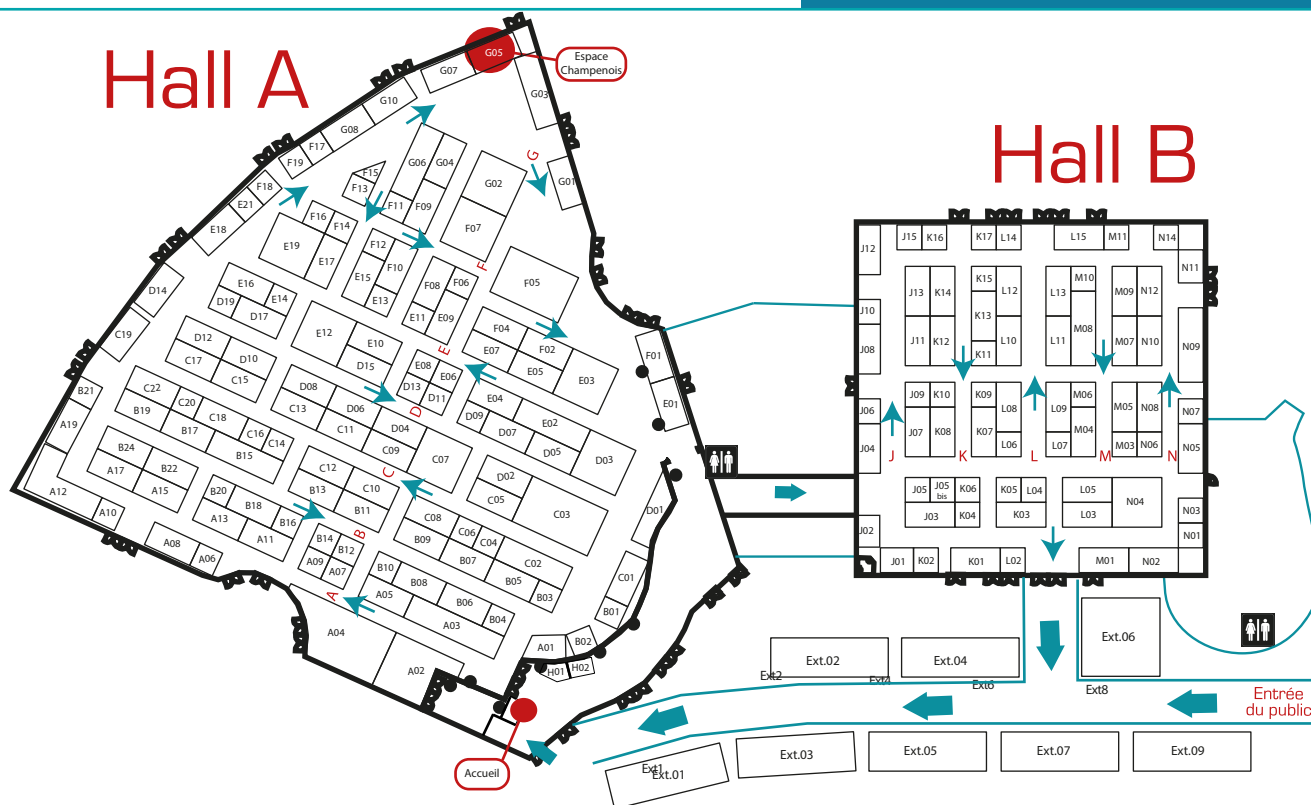 Hall A
G05
Espace
Champenois
G07
G03
G10
G08
F17
F19
G06
G04
G
G02
G01
F15
F13
F11
F09
F07
F18
E21
E18
F16
F14
E19
E17
F12
F10
E15
E13
F
F08
F06
E11
E09
F05
E16
E14
D19
D17
D14
C19
E12
E10
D15
F04
F02
E07
E05
E03
F01
E01
E
D12
D10
C17
C15
E08
E06
D13
D11
D
D08
D06
C13
C11
D04
C09
C07
E04
E02
D09
D07
D05
D03
B21
A19
C22
C20
C18
C16
C14
B19
B17
B15
B24
B22
A17
A15
C12
C10
B13
B11
C
D02
C05
C03
D01
A12
A10
B20
B18
B16
A13
A11
B14
B12
A09
A07
B
C08
C06
C04
C02
B09
B07
B05
B03
C01
B01
A08
A06
B10
B08
B06
B04
A05
A03
A
A04
A02
A01
B02
H01
H02
Accueil
Hall B
J12
J15
K16
K17
L14
L15
M11
N14
N11
J10
J08
J13
K14
K15
L12
K13
L13
M10
M08
M09
N12
N09
J11
K12
K11
L10
L11
M07
N10
J06
J04
J09
K10
K09
L08
L09
M06
M05
N08
N07
J07
K08
K07
L06
L07
M04
M03
N06
N05
J
K
L
M
N
J05
J05
bis
K06
K05
L04
L05
N04
J03
K04
K03
L03
N03
N01
J02
J01
K02
K01
L02
M01
N02
Ext.02
Ext.04
Ext.06
Ext2
Ext4
Ext6
Ext8
Entrée
du public
Ext1
Ext.01
Ext.03
Ext.05
Ext.07
Ext.09